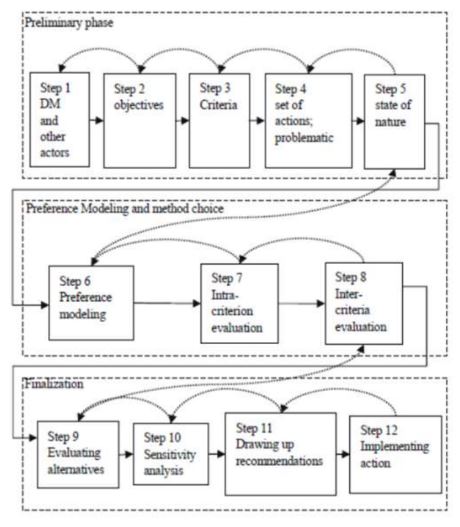 Preliminary phase
Step 1
DM
and
other
actors
Step 2
objectives
Step 3
Criteria
Step 4
set of
actions;
problematic
Step 5
state of
nature
Preference Modeling and method choice
Step 6
Preference
modeling
Step 7
Intra-
criterion
evaluation
Step 8
Inter-
criteria
evaluation
Finalization
Step 9
Evaluating
alternatives
Step 10
Sensitivity
analysis
Step 11
Drawing up
recommendations
Step 12
Implementing
action